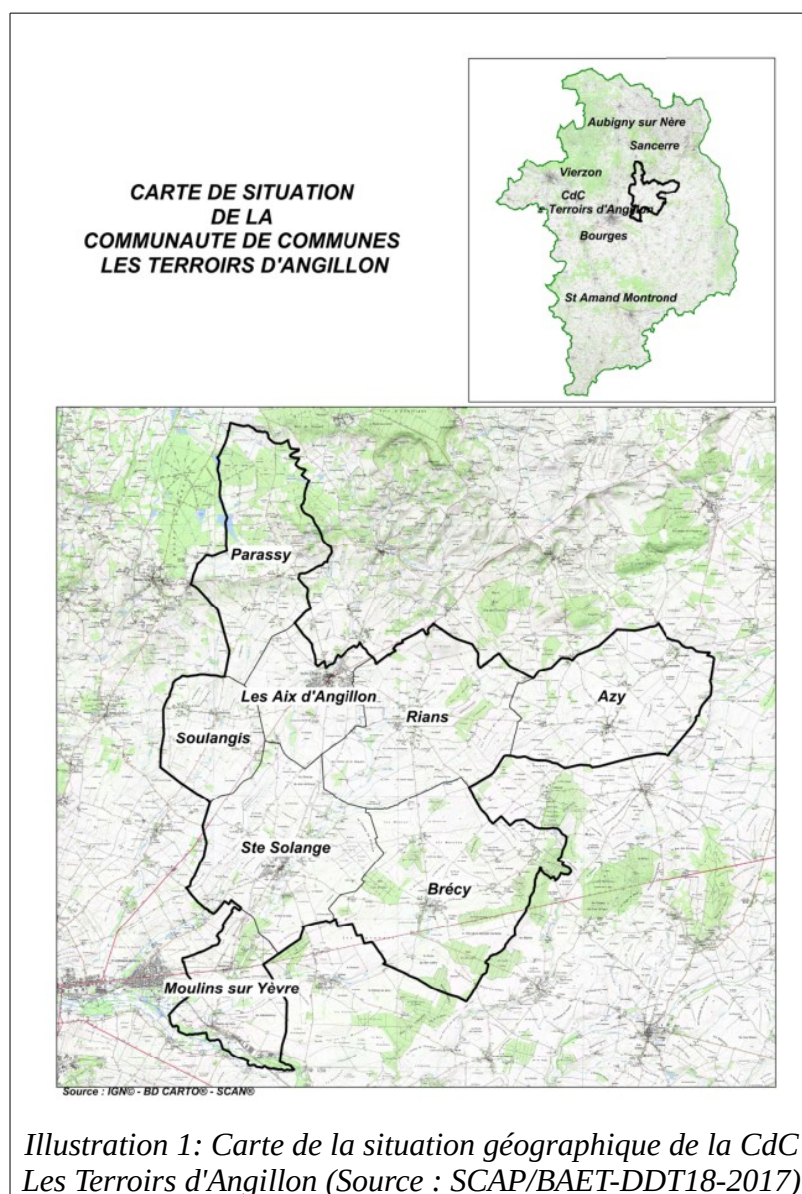 CARTE DE SITUATION
DE LA
COMMUNAUTE DE COMMUNES
LES TERROIRS D'ANGILLON
Aubigny sur Nère
Sancerre
Vierzon
CdC
Terroirs d'Angillon
Bourges
St Amand Montrond
Parassy
Les Aix d'Angillon
Rians
Azy
Soulangis
Ste Solange
Brécy
Moulins sur Yèvre
Source : IGN© - BD CARTO® - SCAN®
Illustration 1: Carte de la situation géographique de la CdC
Les Terroirs d'Angillon (Source : SCAP/BAET-DDT18-2017)